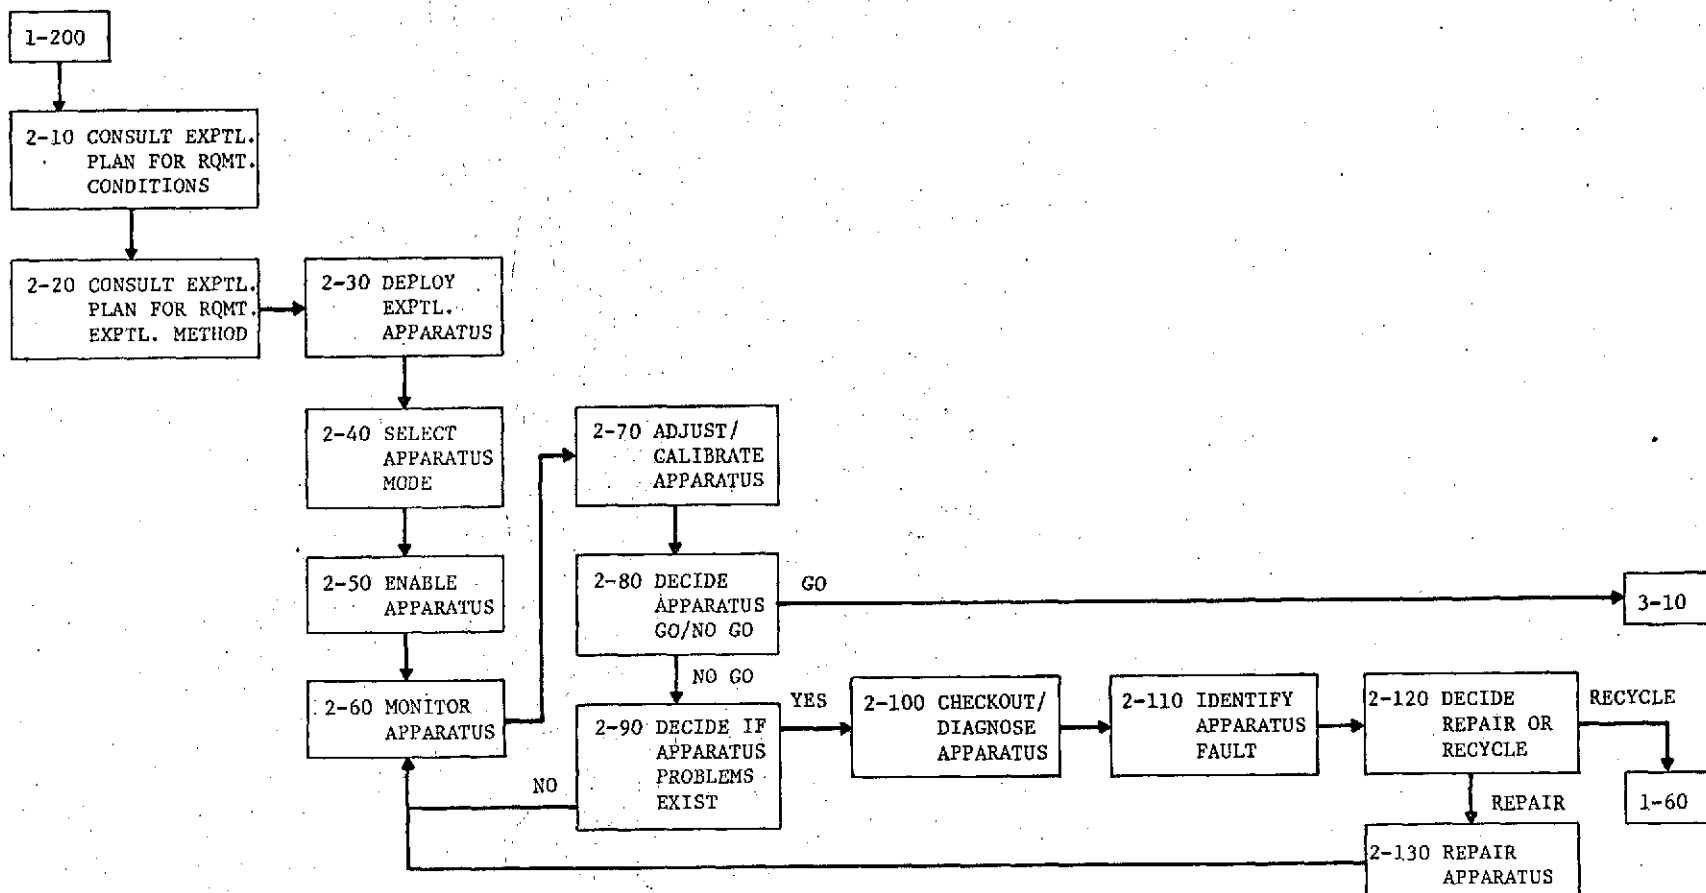 1-200
2-10 CONSULT EXPTL.
PLAN FOR RQMT.
CONDITIONS
2-20 CONSULT EXPTL.
PLAN FOR RQMT.
EXPTL. METHOD
2-30 DEPLOY
EXPTL.
APPARATUS
2-40 SELECT
APPARATUS
MODE
2-50 ENABLE
APPARATUS
2-60 MONITOR
APPARATUS
2-70 ADJUST/
CALIBRATE
APPARATUS
2-80 DECIDE
APPARATUS
GO/NO GO
GO
3-10
NO GO
2-90 DECIDE IF
APPARATUS
PROBLEMS
EXIST
NO
YES
2-100 CHECKOUT/
DIAGNOSE
APPARATUS
2-110 IDENTIFY
APPARATUS
FAULT
2-120 DECIDE
REPAIR OR
RECYCLE
RECYCLE
1-60
REPAIR
2-130 REPAIR
APPARATUS